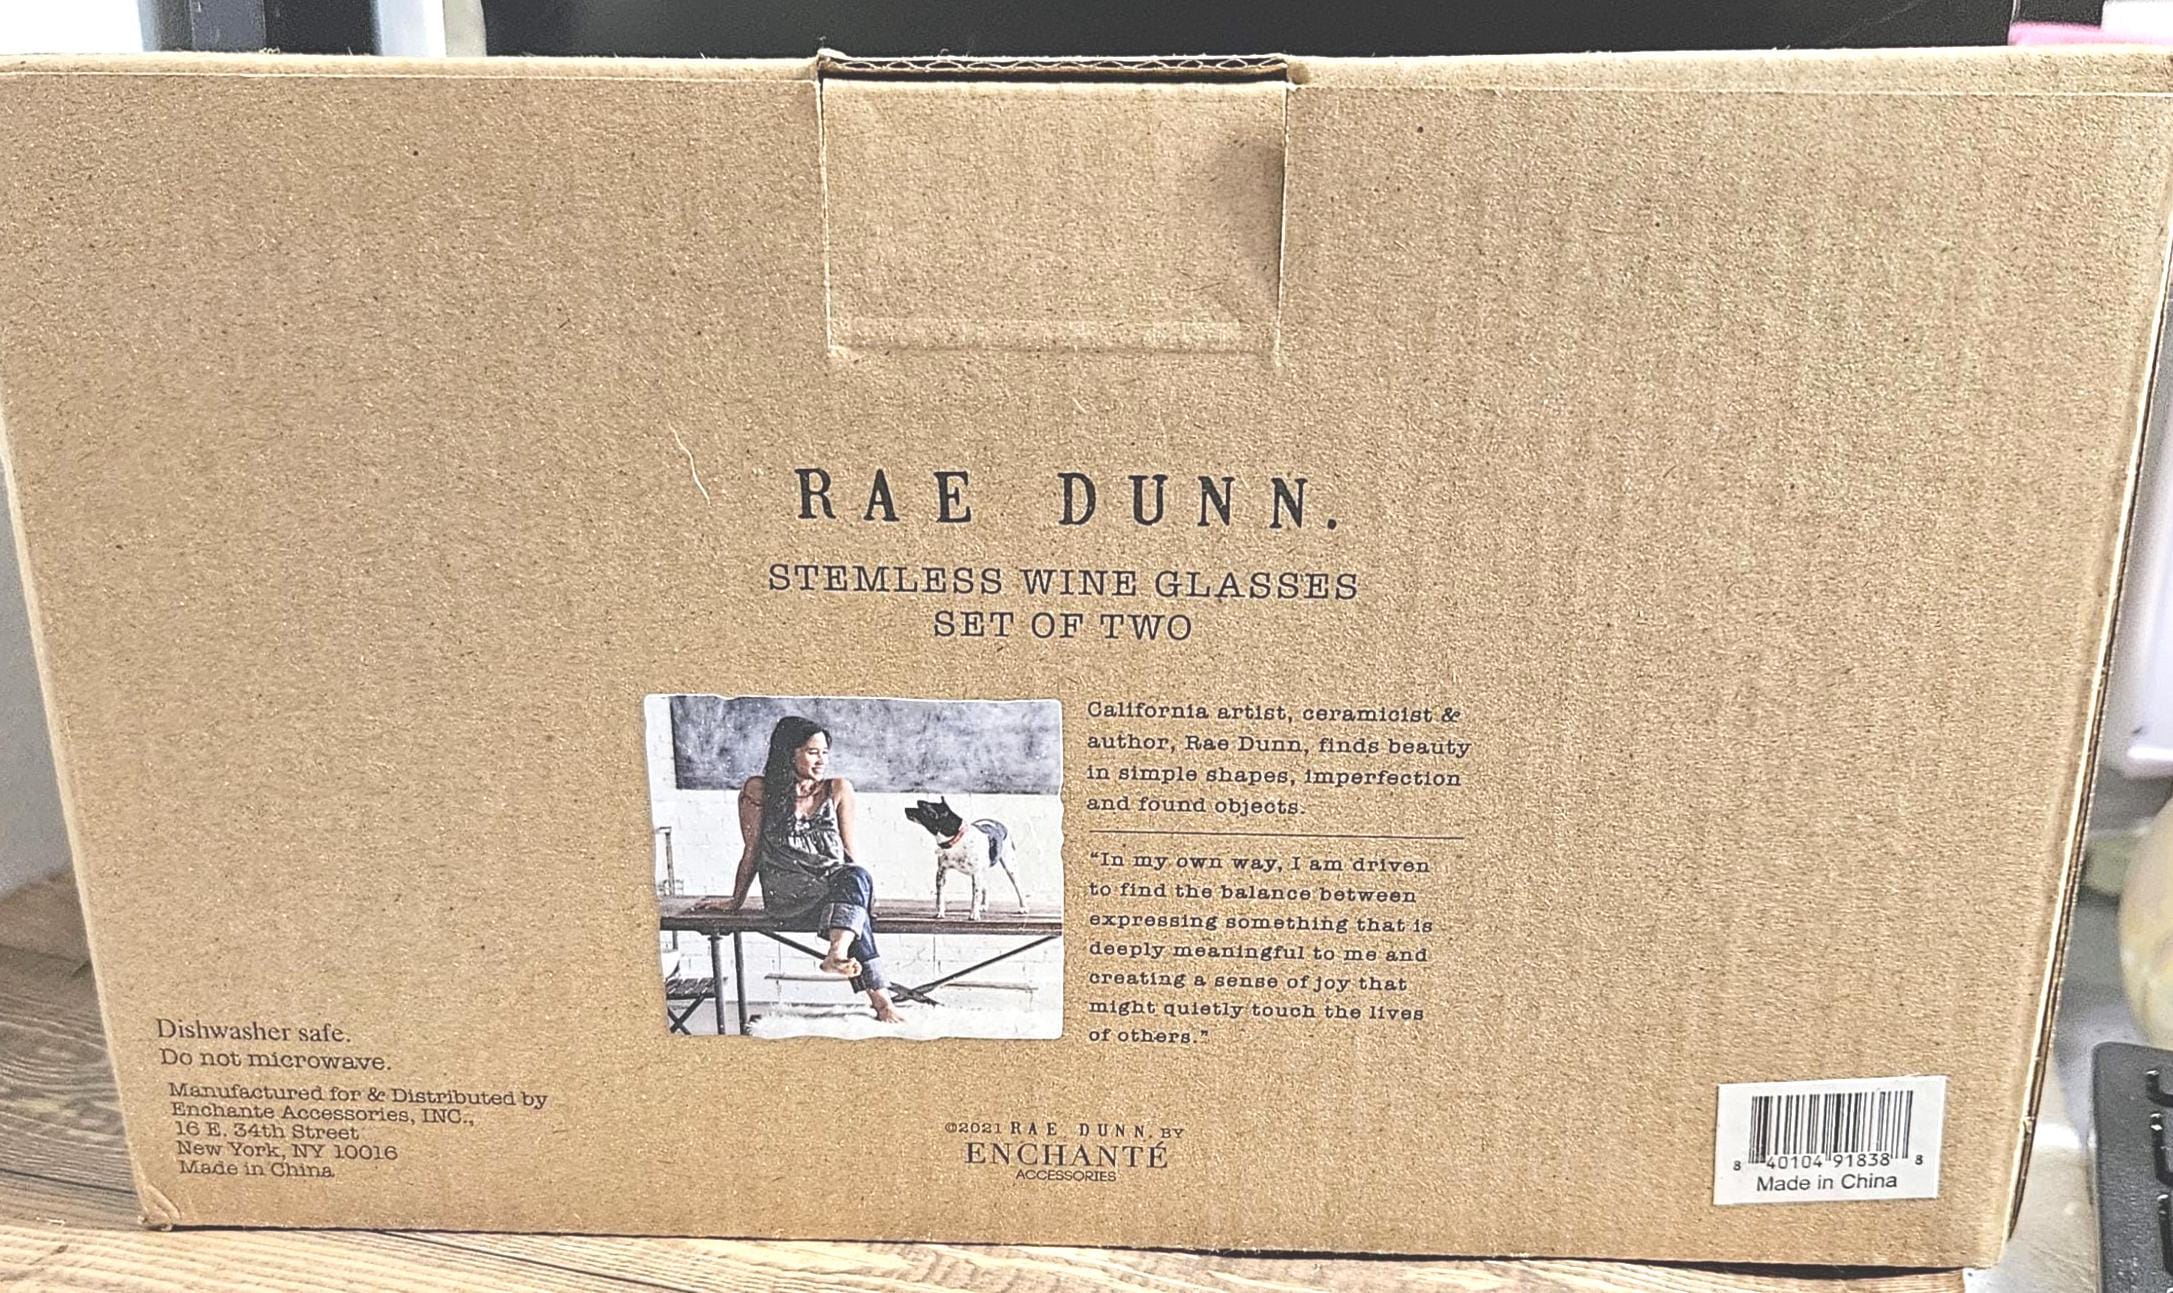 RAE DUNN.
STEMLESS WINE GLASSES
SET OF TWO
California artist, ceramicist &
author, Rae Dunn, finds beauty
in simple shapes, imperfection
and found objects.
"In my own way, I am driven
to find the balance between
expressing something that is
deeply meaningful to me and
creating a sense of joy that
might quietly touch the lives
of others."
Dishwasher safe.
Do not microwave.
Manufactured for & Distributed by
Enchante Accessories, INC.,
16 E. 34th Street
New York, NY 10016
Made in China
©2021 RAE DUNN. BY
ENCHANTÉ
ACCESSORIES
8 40104 91838 8
Made in China